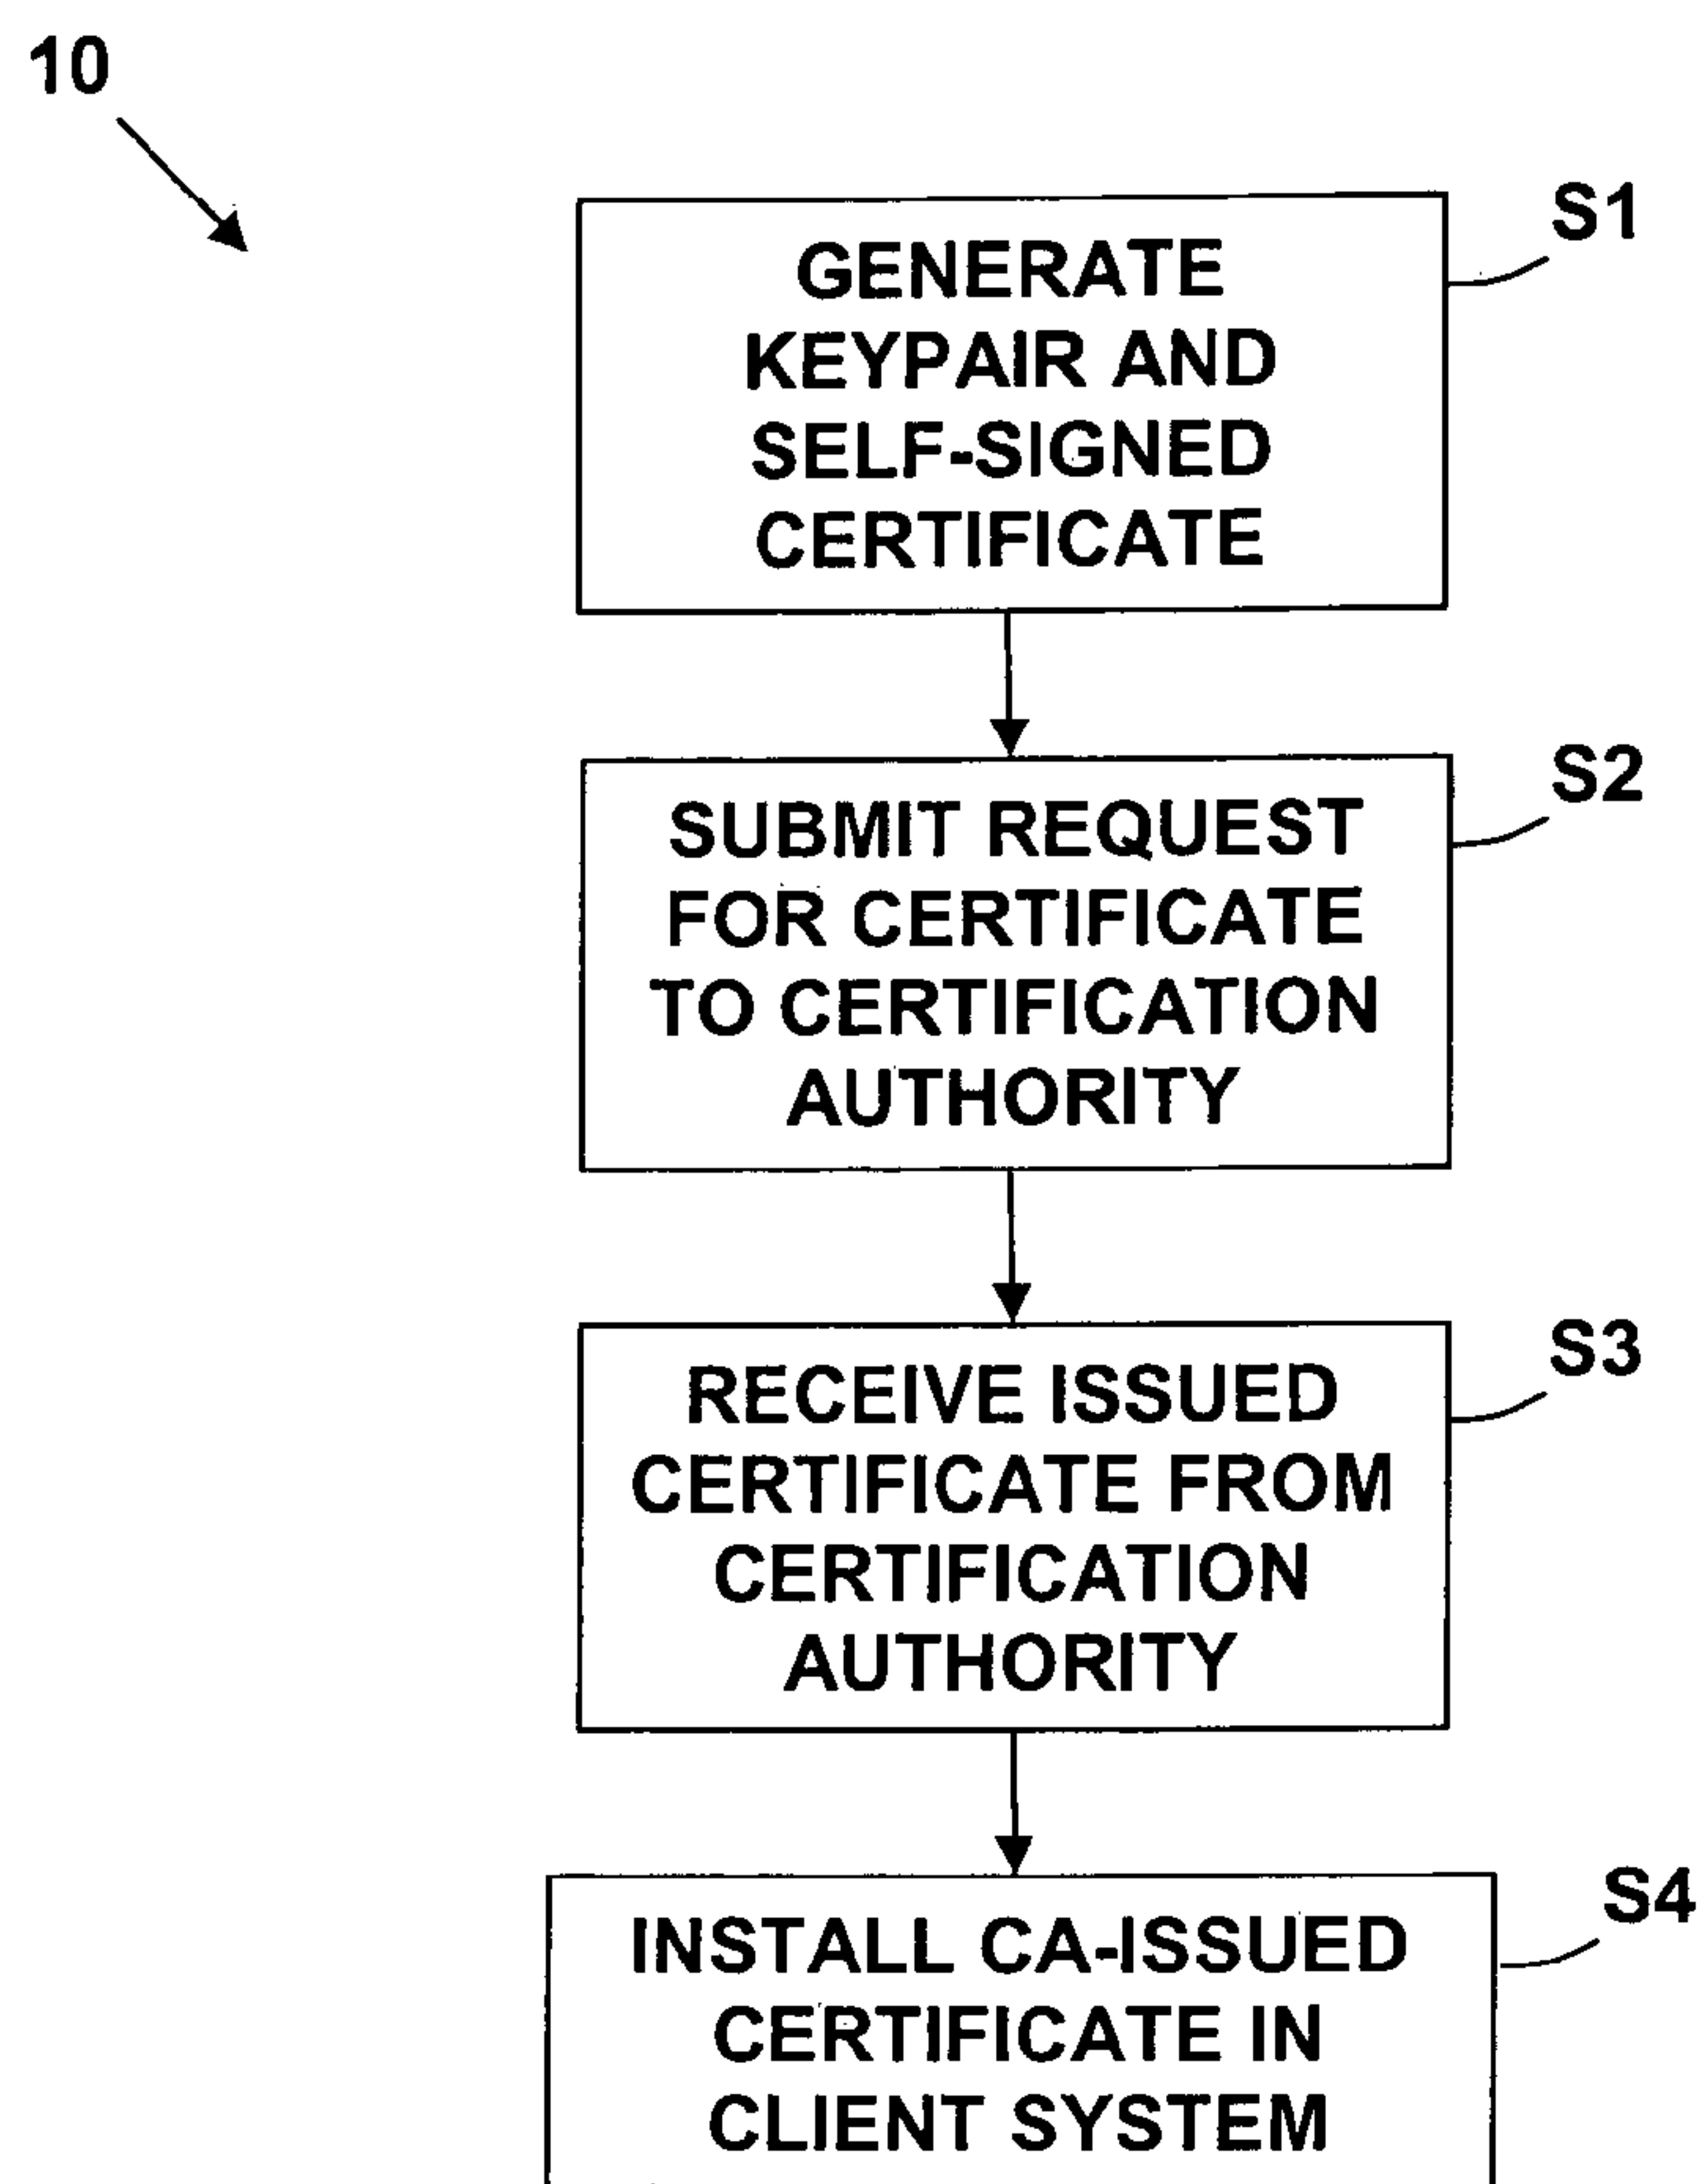 10
S1
GENERATE
KEYPAIR AND
SELF-SIGNED
CERTIFICATE
S2
SUBMIT REQUEST
FOR CERTIFICATE
TO CERTIFICATION
AUTHORITY
S3
RECEIVE ISSUED
CERTIFICATE FROM
CERTIFICATION
AUTHORITY
S4
INSTALL CA-ISSUED
CERTIFICATE IN
CLIENT SYSTEM